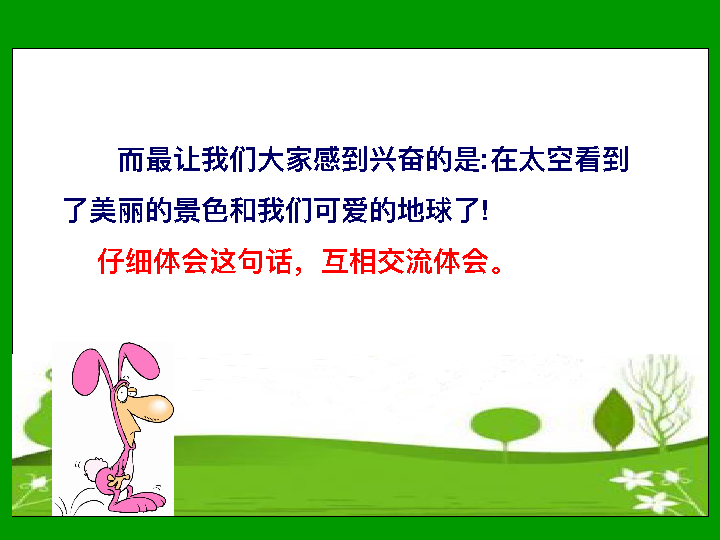 而最让我们大家感到兴奋的是:在太空看到
了美丽的景色和我们可爱的地球了!
仔细体会这句话，互相交流体会。